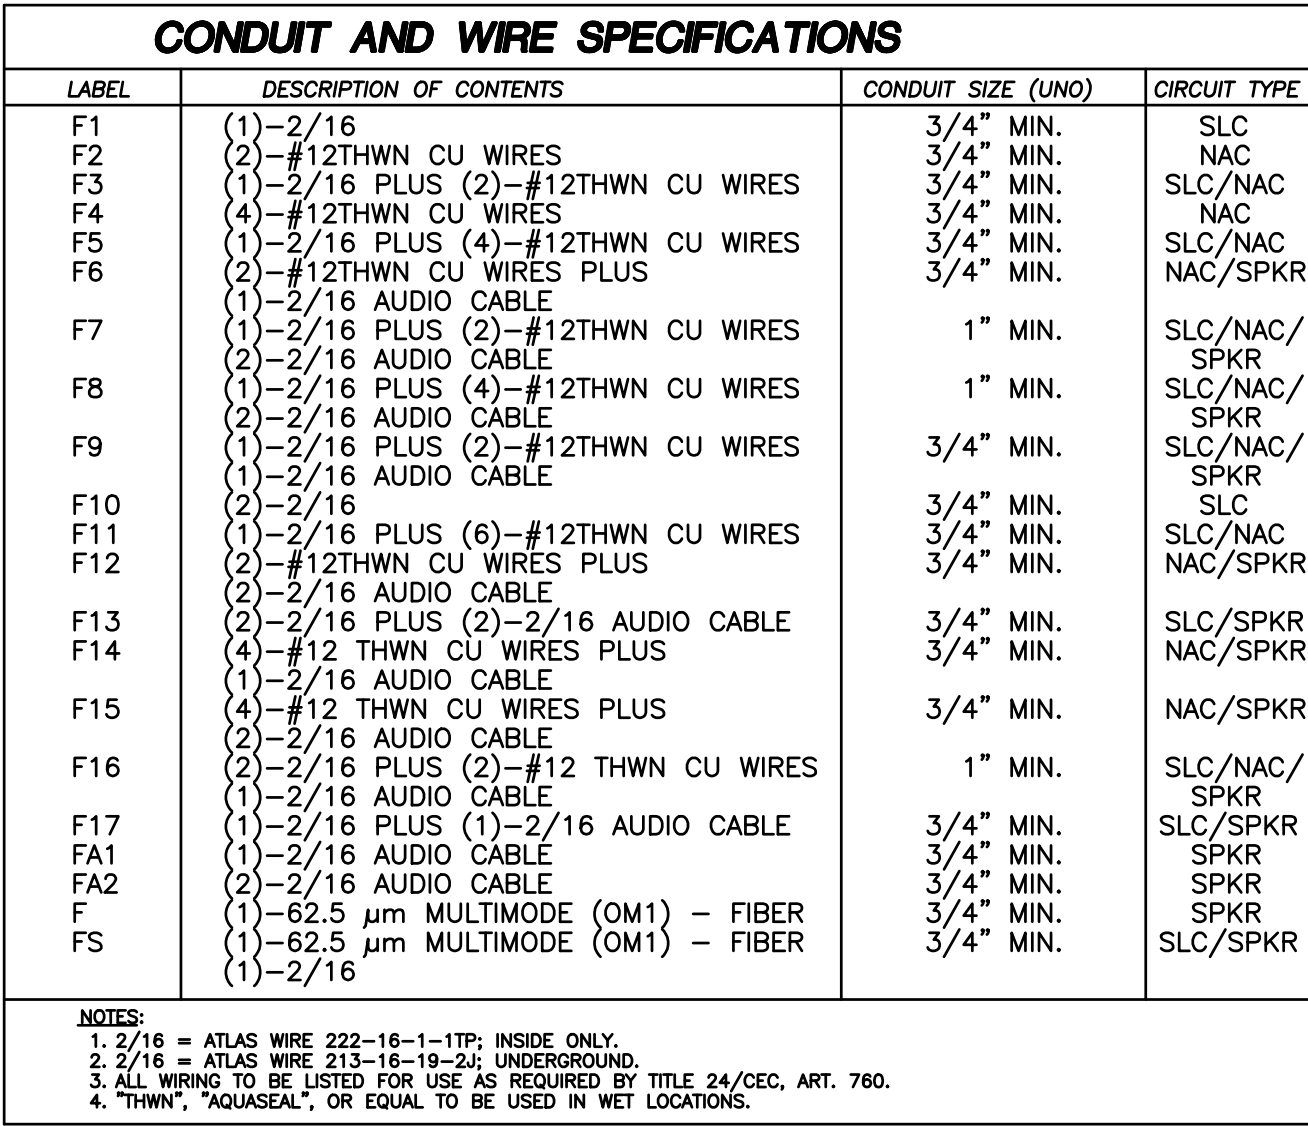 CONDUIT AND WIRE SPECIFICATIONS
LABEL DESCRIPTION OF CONTENTS CONDUIT SIZE (UNO) CIRCUIT TYPE
F1 (1)-2/16 3/4" MIN. SLC
F2 (2)-#12THWN CU WIRES 3/4" MIN. NAC
F3 (1)-2/16 PLUS (2)-#12THWN CU WIRES 3/4" MIN. SLC/NAC
F4 (4)-#12THWN CU WIRES 3/4" MIN. NAC
F5 (1)-2/16 PLUS (4)-#12THWN CU WIRES 3/4" MIN. SLC/NAC
F6 (2)-#12THWN CU WIRES PLUS 3/4" MIN. NAC/SPKR
(1)-2/16 AUDIO CABLE
F7 (1)-2/16 PLUS (2)-#12THWN CU WIRES 1" MIN. SLC/NAC/
(2)-2/16 AUDIO CABLE SPKR
F8 (1)-2/16 PLUS (4)-#12THWN CU WIRES 1" MIN. SLC/NAC/
(2)-2/16 AUDIO CABLE SPKR
F9 (1)-2/16 PLUS (2)-#12THWN CU WIRES 3/4" MIN. SLC/NAC/
(1)-2/16 AUDIO CABLE SPKR
F10 (2)-2/16 3/4" MIN. SLC
F11 (1)-2/16 PLUS (6)-#12THWN CU WIRES 3/4" MIN. SLC/NAC
F12 (2)-#12THWN CU WIRES PLUS 3/4" MIN. NAC/SPKR
(2)-2/16 AUDIO CABLE
F13 (2)-2/16 PLUS (2)-2/16 AUDIO CABLE 3/4" MIN. SLC/SPKR
F14 (4)-#12 THWN CU WIRES PLUS 3/4" MIN. NAC/SPKR
(1)-2/16 AUDIO CABLE
F15 (4)-#12 THWN CU WIRES PLUS 3/4" MIN. NAC/SPKR
(2)-2/16 AUDIO CABLE
F16 (2)-2/16 PLUS (2)-#12 THWN CU WIRES 1" MIN. SLC/NAC/
(1)-2/16 AUDIO CABLE SPKR
F17 (1)-2/16 PLUS (1)-2/16 AUDIO CABLE 3/4" MIN. SLC/SPKR
FA1 (1)-2/16 AUDIO CABLE 3/4" MIN. SPKR
FA2 (2)-2/16 AUDIO CABLE 3/4" MIN. SPKR
F (1)-62.5 µm MULTIMODE (OM1) - FIBER 3/4" MIN. SPKR
FS (1)-62.5 µm MULTIMODE (OM1) - FIBER 3/4" MIN. SLC/SPKR
(1)-2/16
NOTES:
1. 2/16 = ATLAS WIRE 222-16-1-1TP; INSIDE ONLY.
2. 2/16 = ATLAS WIRE 213-16-19-2J; UNDERGROUND.
3. ALL WIRING TO BE LISTED FOR USE AS REQUIRED BY TITLE 24/CEC, ART. 760.
4. "THWN", "AQUASEAL", OR EQUAL TO BE USED IN WET LOCATIONS.